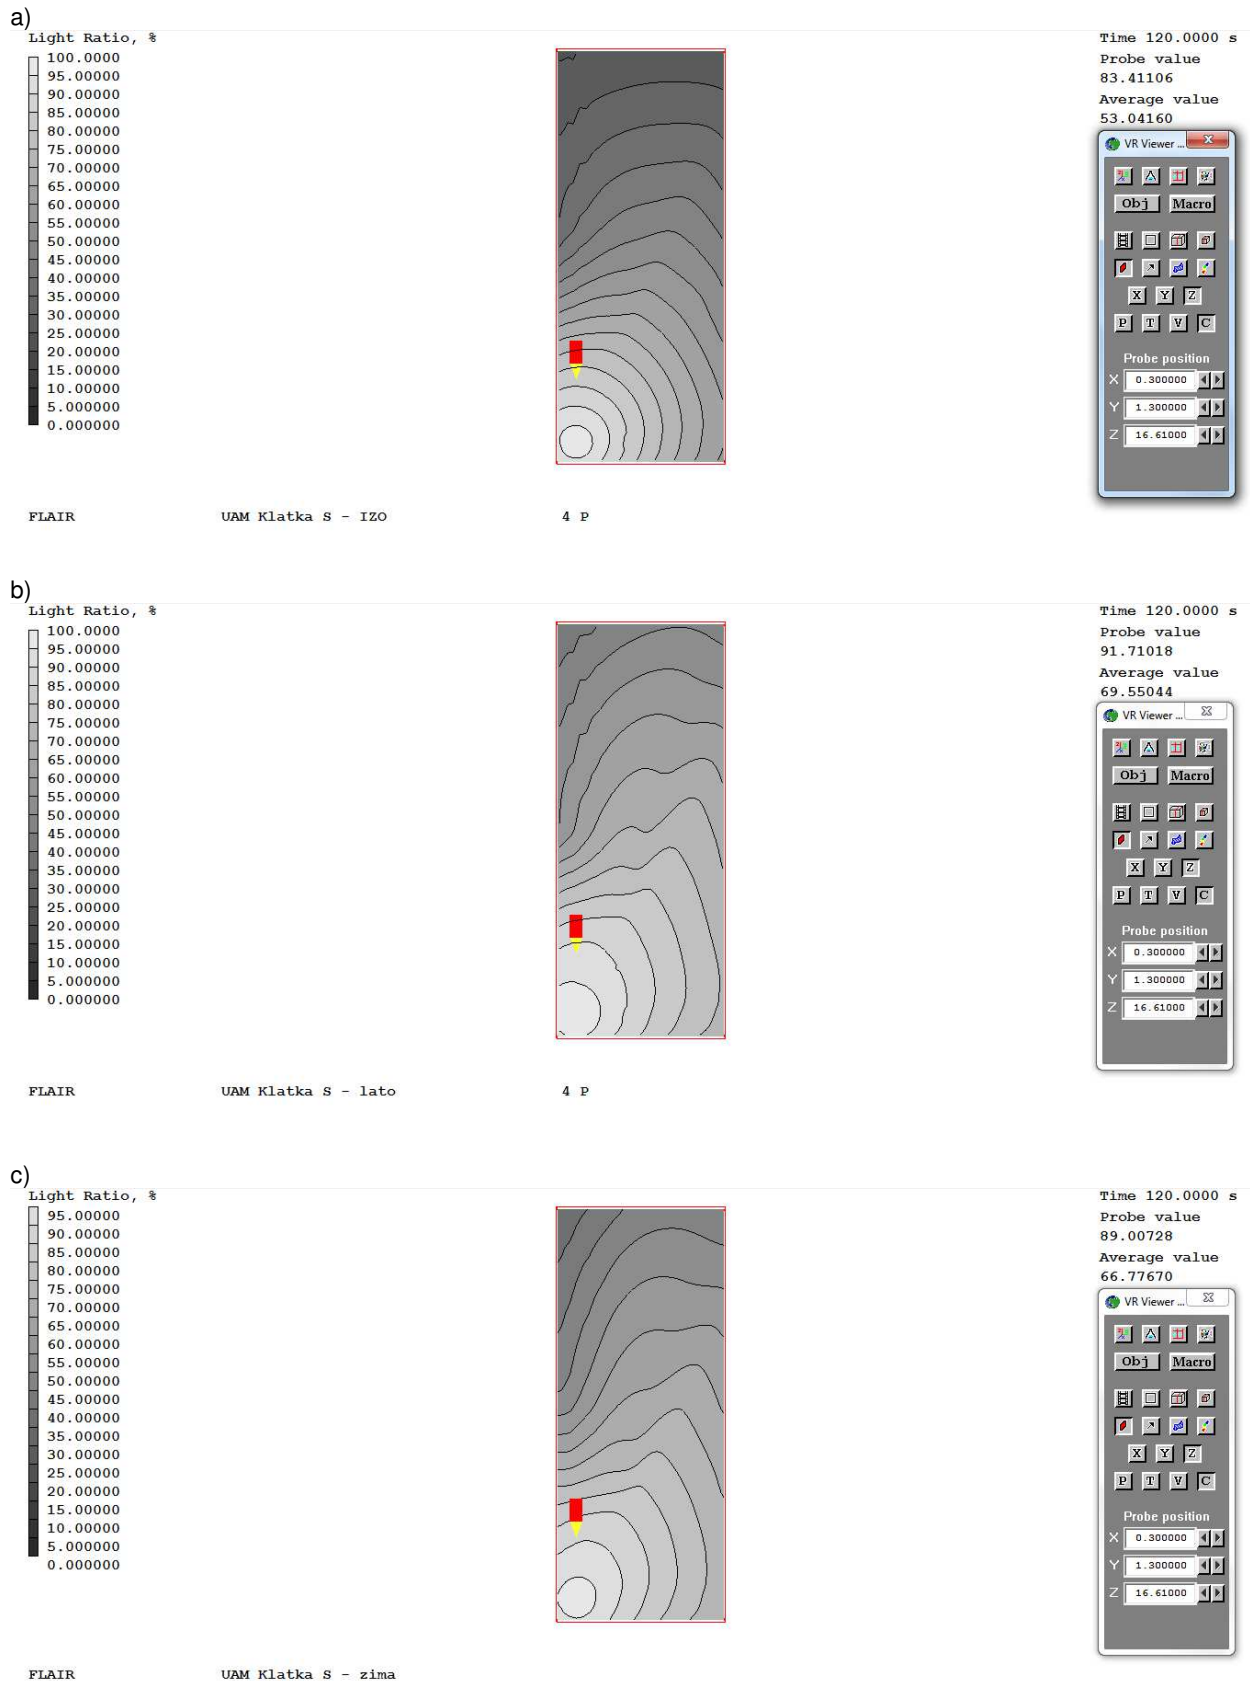 a)
Light Ratio, %
100.0000
95.00000
90.00000
85.00000
80.00000
75.00000
70.00000
65.00000
60.00000
55.00000
50.00000
45.00000
40.00000
35.00000
30.00000
25.00000
20.00000
15.00000
10.00000
5.000000
0.000000
Time 120.0000 s
Probe value
83.41106
Average value
53.04160
VR Viewer ...
Obj Macro
X Y Z
P T V C
Probe position
X 0.300000
Y 1.300000
Z 16.61000
FLAIR UAM Klatka S - IZO 4 P
b)
Light Ratio, %
100.0000
95.00000
90.00000
85.00000
80.00000
75.00000
70.00000
65.00000
60.00000
55.00000
50.00000
45.00000
40.00000
35.00000
30.00000
25.00000
20.00000
15.00000
10.00000
5.000000
0.000000
Time 120.0000 s
Probe value
91.71018
Average value
69.55044
VR Viewer ...
Obj Macro
X Y Z
P T V C
Probe position
X 0.300000
Y 1.300000
Z 16.61000
FLAIR UAM Klatka S - lato 4 P
c)
Light Ratio, %
95.00000
90.00000
85.00000
80.00000
75.00000
70.00000
65.00000
60.00000
55.00000
50.00000
45.00000
40.00000
35.00000
30.00000
25.00000
20.00000
15.00000
10.00000
5.000000
0.000000
Time 120.0000 s
Probe value
89.00728
Average value
66.77670
VR Viewer ...
Obj Macro
X Y Z
P T V C
Probe position
X 0.300000
Y 1.300000
Z 16.61000
FLAIR UAM Klatka S - zima